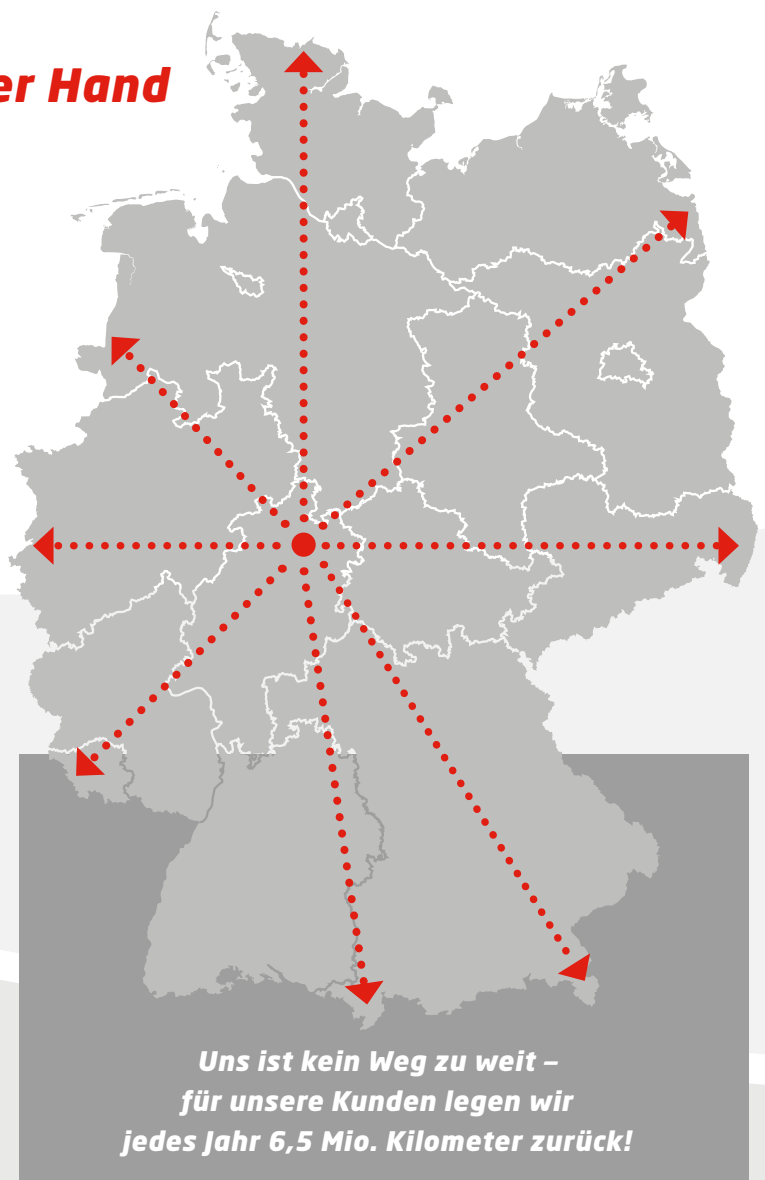 er Hand
Uns ist kein Weg zu weit –
für unsere Kunden legen wir
jedes Jahr 6,5 Mio. Kilometer zurück!